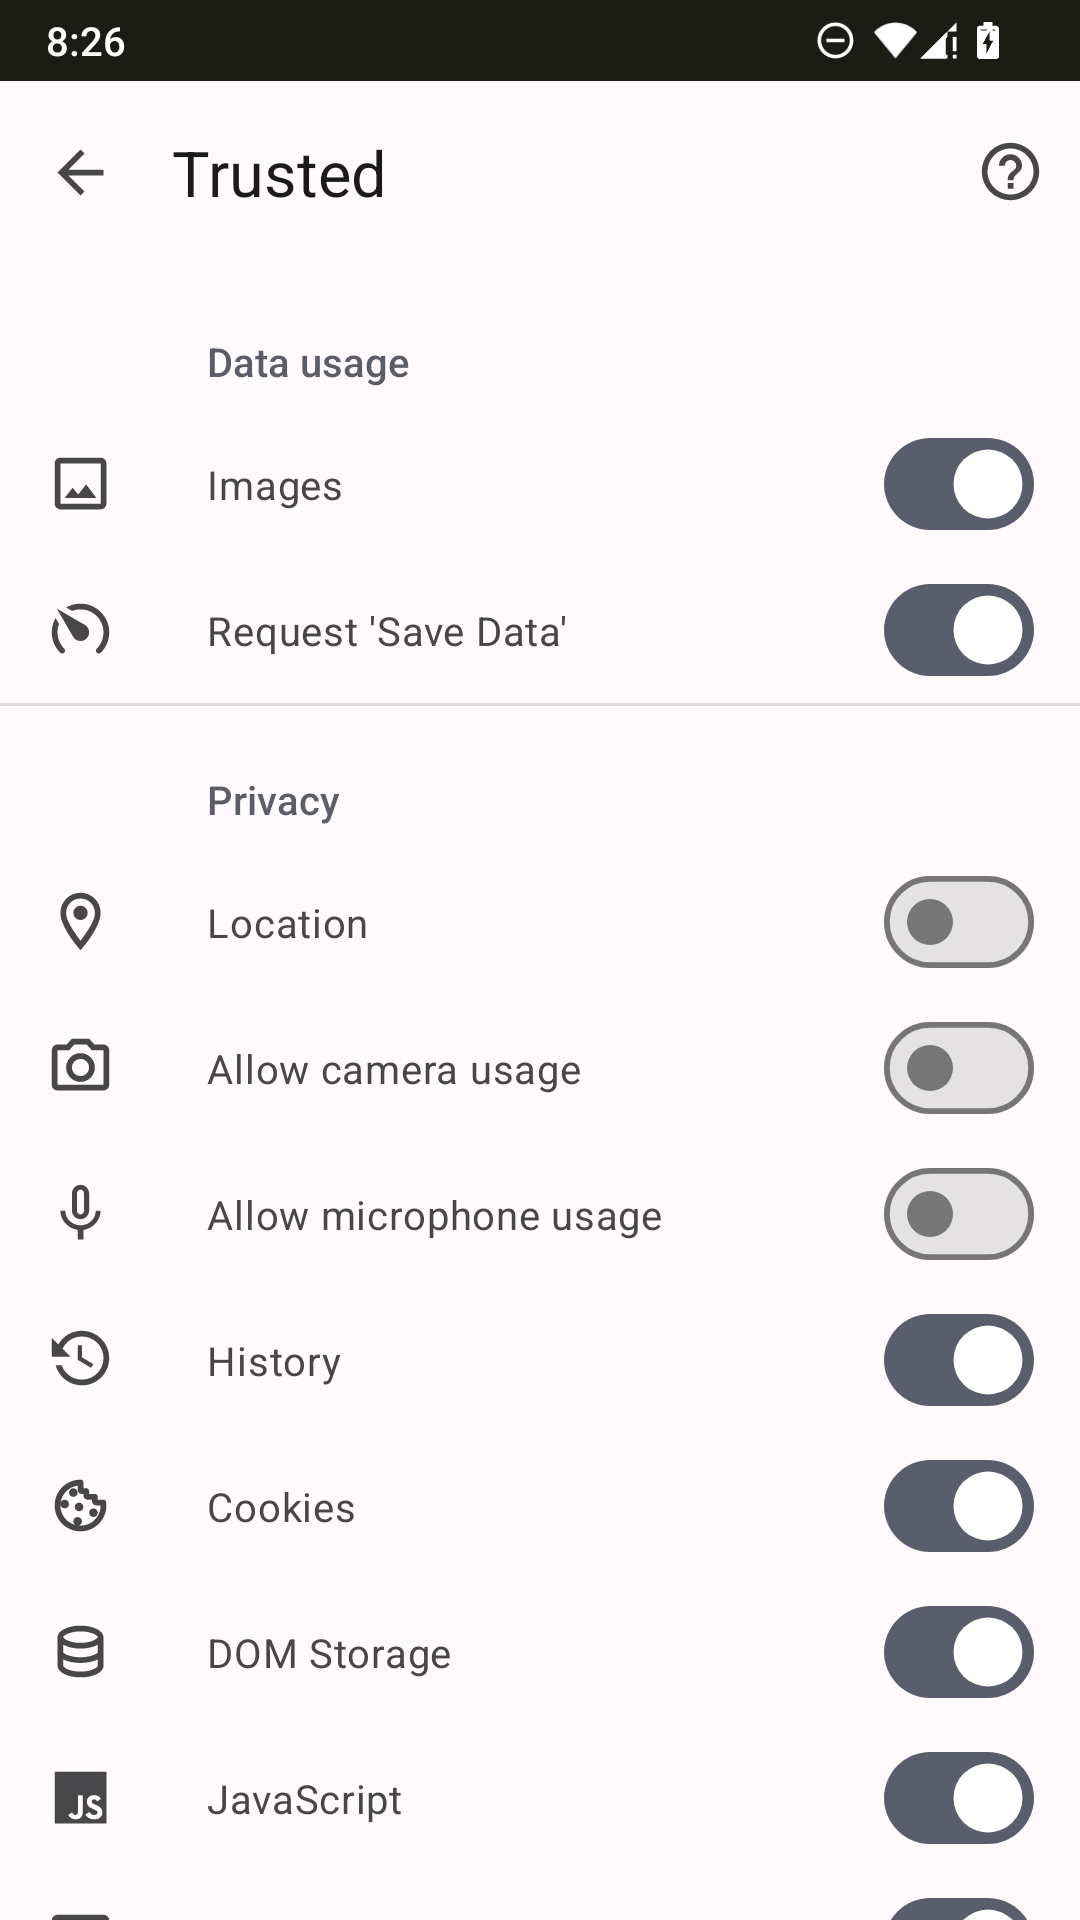 8:26
Trusted
Data usage
Images
Request 'Save Data'
Privacy
Location
Allow camera usage
Allow microphone usage
History
Cookies
DOM Storage
JS JavaScript